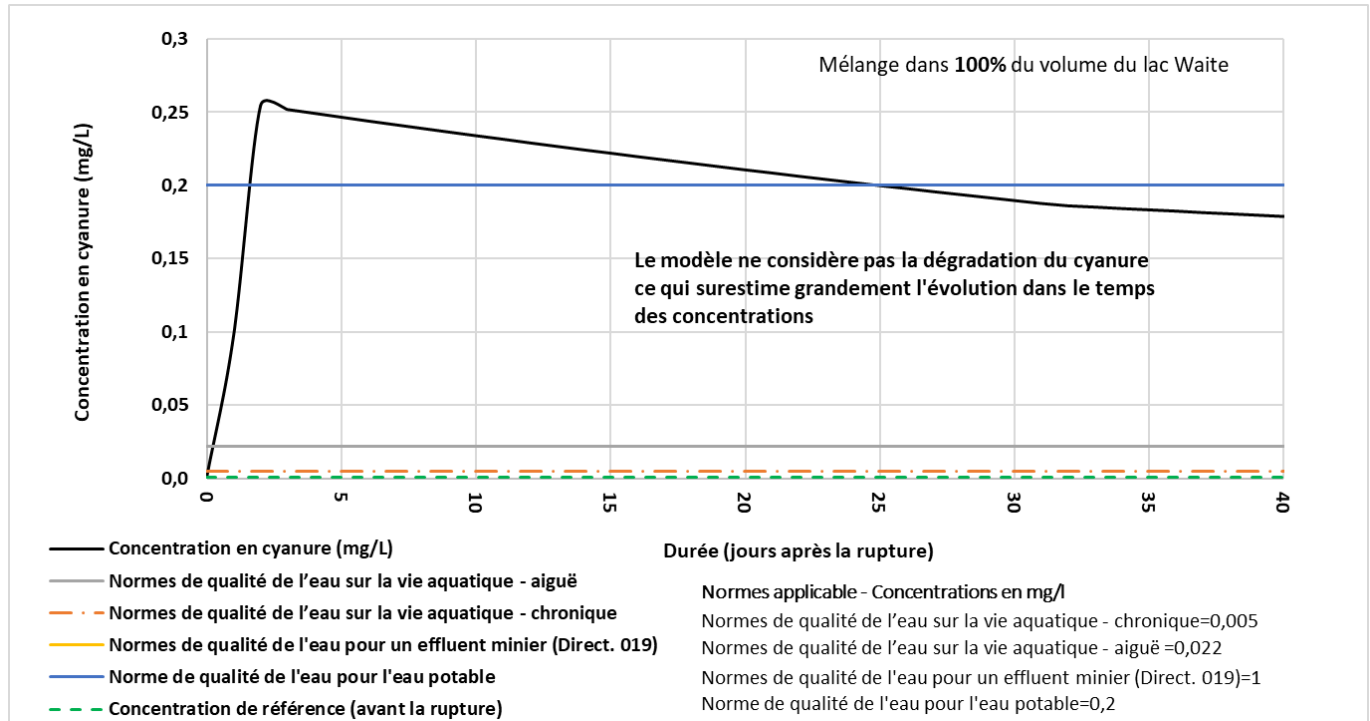 Mélange dans 100% du volume du lac Waite
Concentration en cyanure (mg/L)
0,3
0,25
0,2
0,15
0,1
0,05
0,0
Le modèle ne considère pas la dégradation du cyanure
ce qui surestime grandement l'évolution dans le temps
des concentrations
0
5
10
15
20
25
30
35
40
Durée (jours après la rupture)
Concentration en cyanure (mg/L)
Normes de qualité de l’eau sur la vie aquatique - aiguë
Normes de qualité de l’eau sur la vie aquatique - chronique
Normes de qualité de l'eau pour un effluent minier (Direct. 019)
Norme de qualité de l'eau pour l'eau potable
Concentration de référence (avant la rupture)
Normes applicable - Concentrations en mg/l
Normes de qualité de l’eau sur la vie aquatique - chronique=0,005
Normes de qualité de l’eau sur la vie aquatique - aiguë =0,022
Normes de qualité de l'eau pour un effluent minier (Direct. 019)=1
Norme de qualité de l'eau pour l'eau potable=0,2